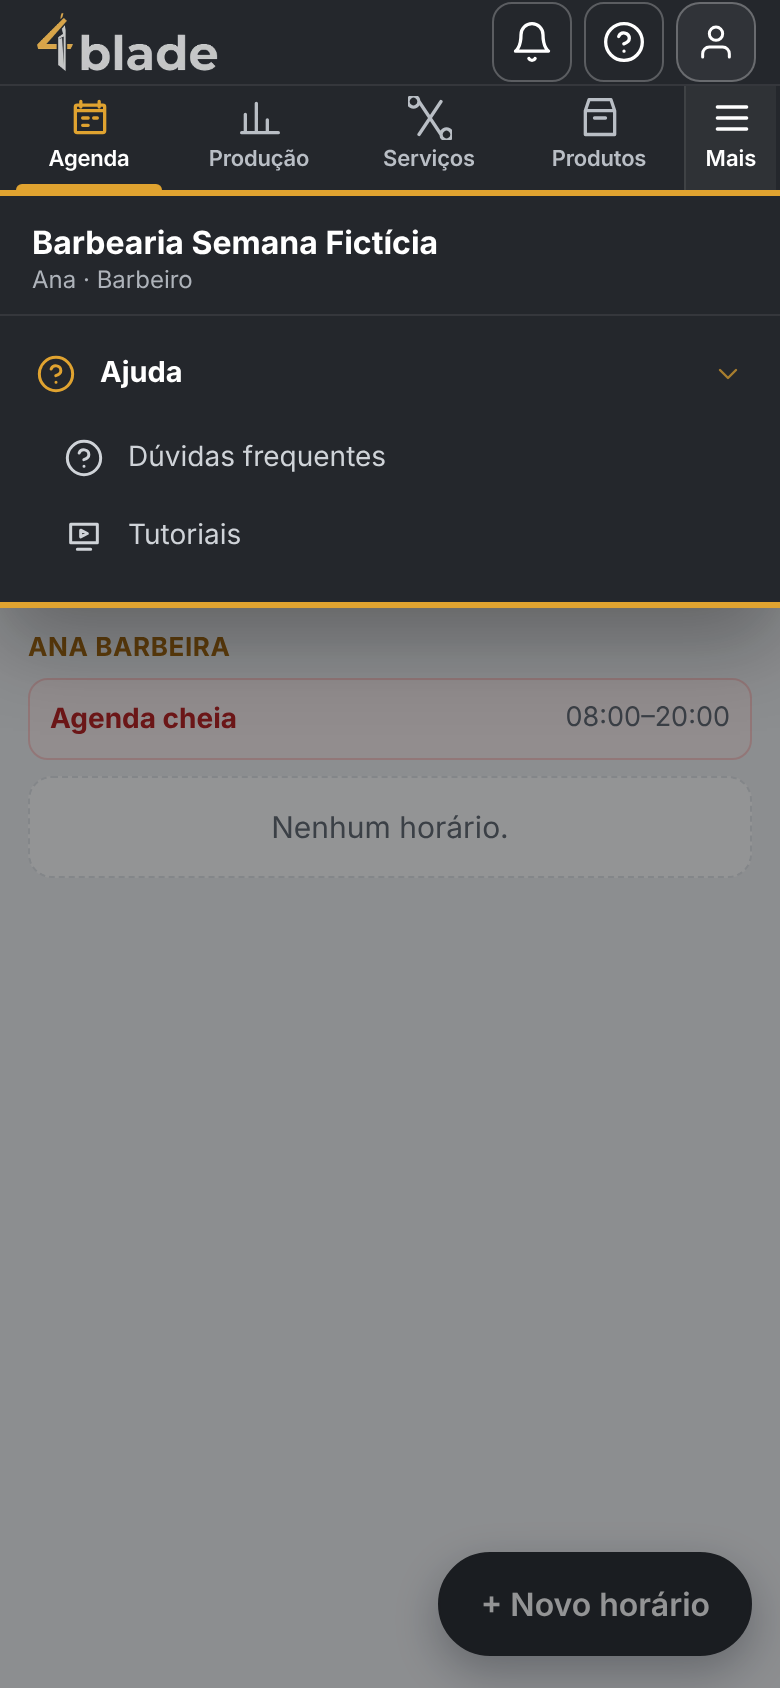 4blade
Agenda
Produção
Serviços
Produtos
Mais
Barbearia Semana Fictícia
Ana · Barbeiro
Ajuda
Dúvidas frequentes
Tutoriais
ANA BARBEIRA
Agenda cheia 08:00–20:00
Nenhum horário.
+ Novo horário